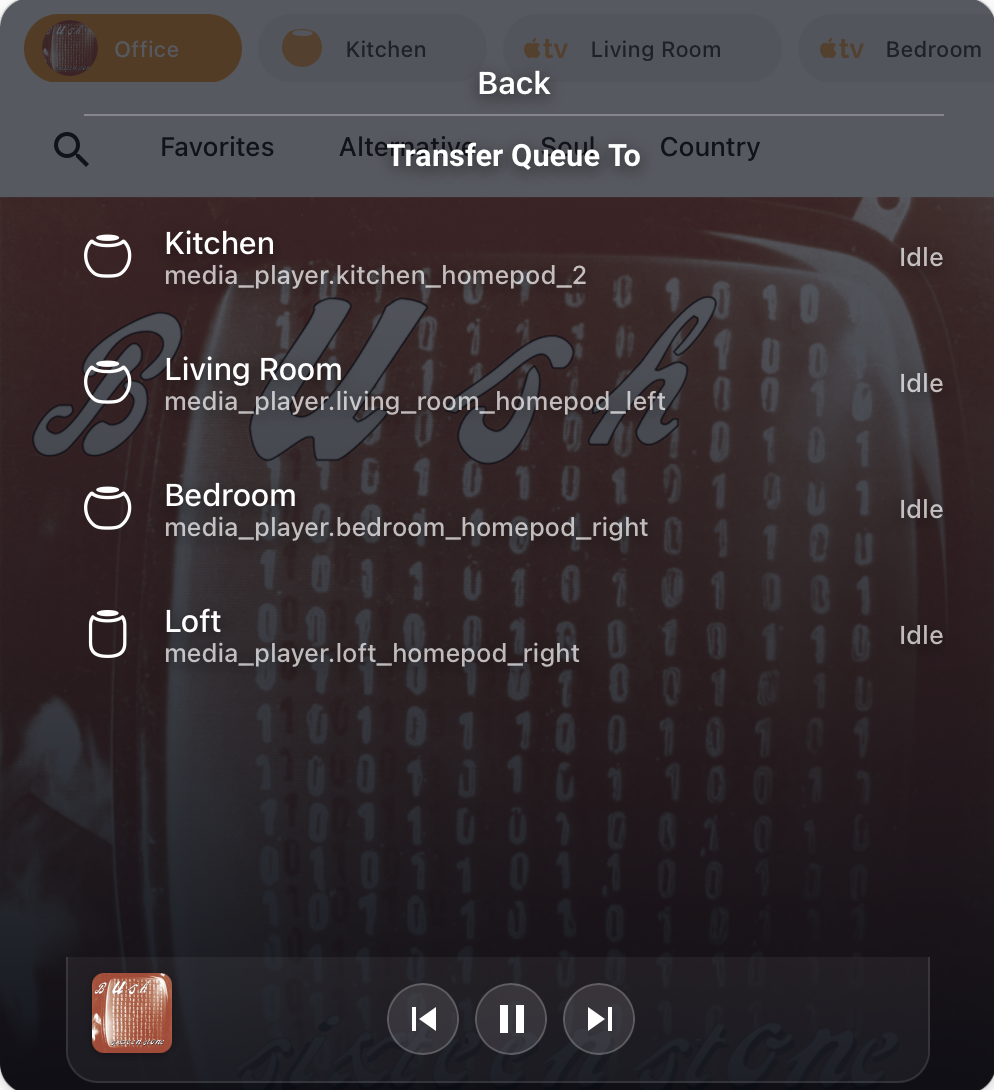 Office
Kitchen
tv Living Room
tv Bedroom
Back
Favorites Alternative Soul Country
Transfer Queue To
Kitchen
media_player.kitchen_homepod_2
Idle
Living Room
media_player.living_room_homepod_left
Idle
Bedroom
media_player.bedroom_homepod_right
Idle
Loft
media_player.loft_homepod_right
Idle
Bush
sixteen stone